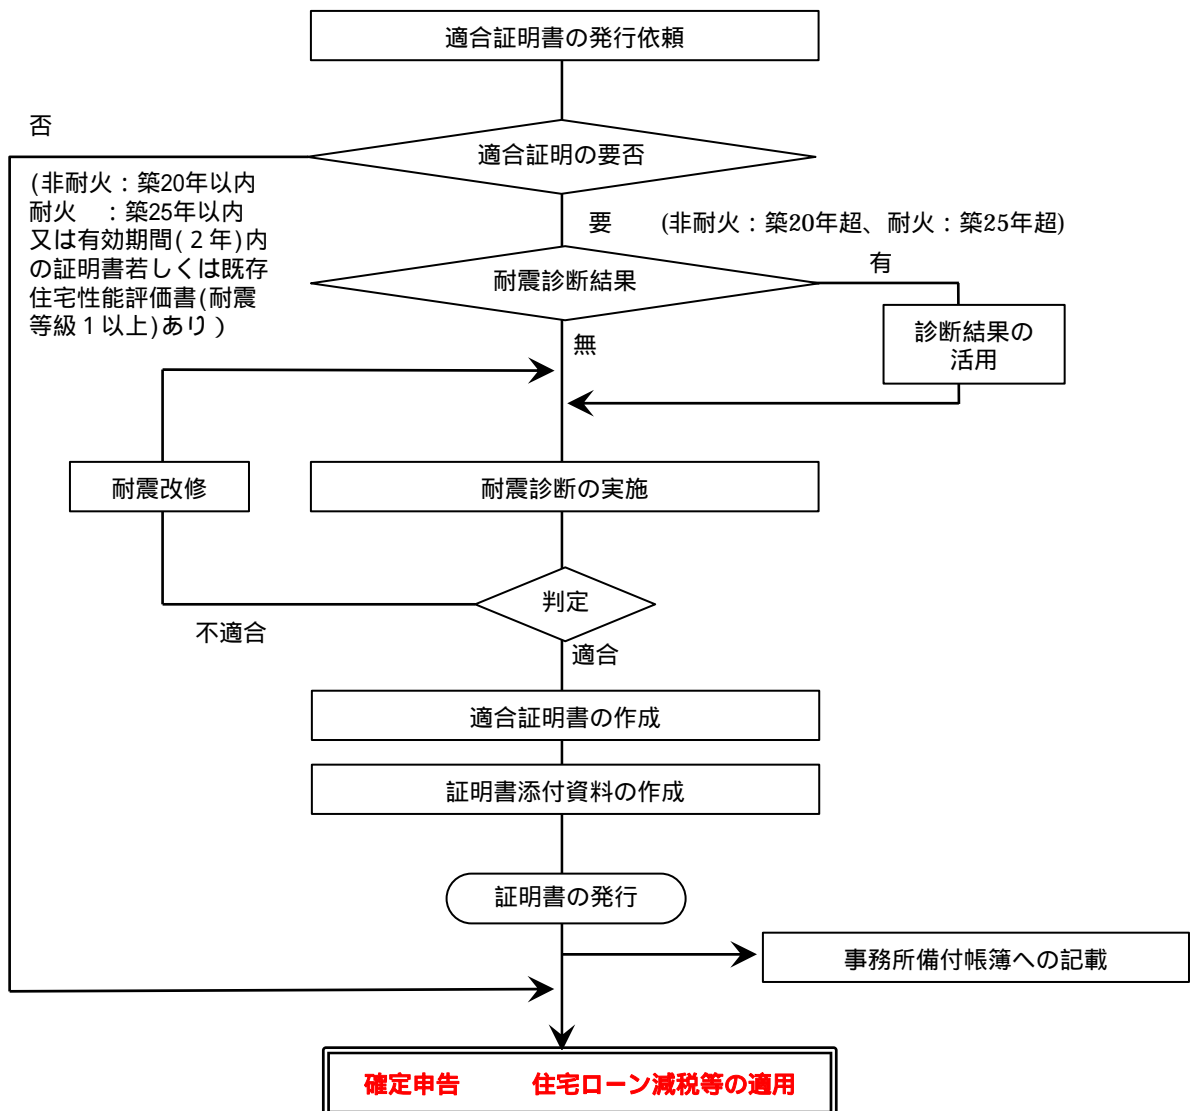 適合証明書の発行依頼
否
適合証明の要否
(非耐火：築20年以内
耐火　：築25年以内
又は有効期間(２年)内
の証明書若しくは既存
住宅性能評価書(耐震
等級１以上)あり）
要　　(非耐火：築20年超、耐火：築25年超)
耐震診断結果
有
診断結果の
活用
無
耐震改修
耐震診断の実施
判定
不適合
適合
適合証明書の作成
証明書添付資料の作成
証明書の発行
事務所備付帳簿への記載
確定申告　　　住宅ローン減税等の適用